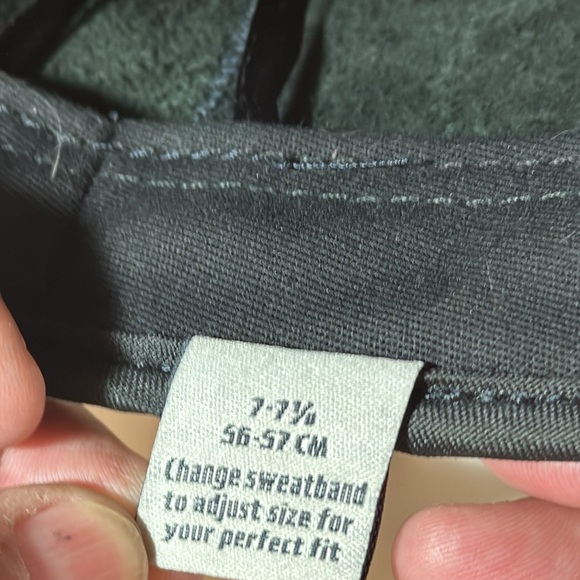 7-7⅛
56-57 CM
Change sweatband
to adjust size for
your perfect fit